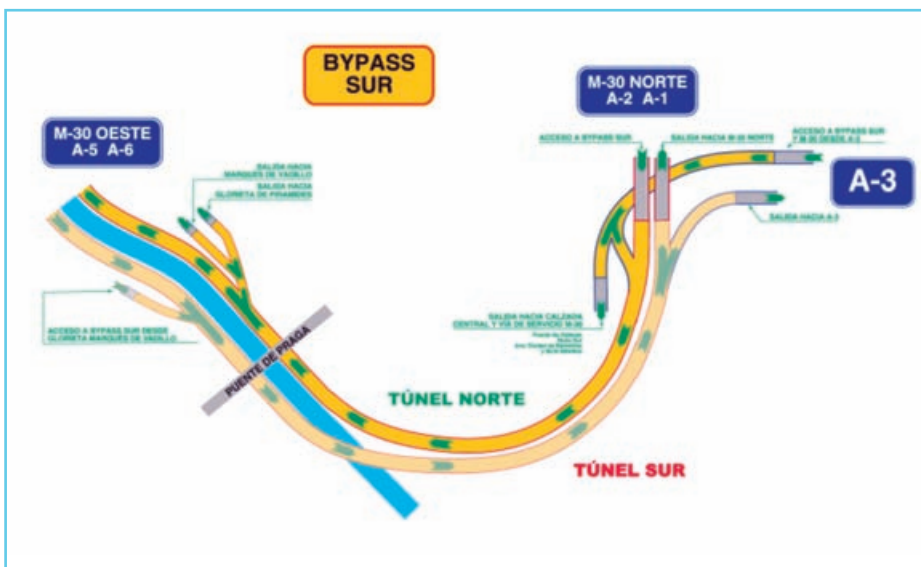 BYPASS
SUR
M-30 NORTE
A-2 A-1
M-30 OESTE
A-5 A-6
ACCESO A BYPASS SUR
SALIDA HACIA M-30 NORTE
ACCESO A BYPASS SUR
Y M-30 DESDE A-3
A-3
SALIDA HACIA
MARQUÉS DE VADILLO
SALIDA HACIA
GLORIETA DE PIRÁMIDES
SALIDA HACIA A-3
ACCESO A BYPASS SUR DESDE
GLORIETA MARQUÉS DE VADILLO
SALIDA HACIA CALZADA
CENTRAL Y VÍA DE SERVICIO M-30
PUENTE DE PRAGA
TÚNEL NORTE
TÚNEL SUR